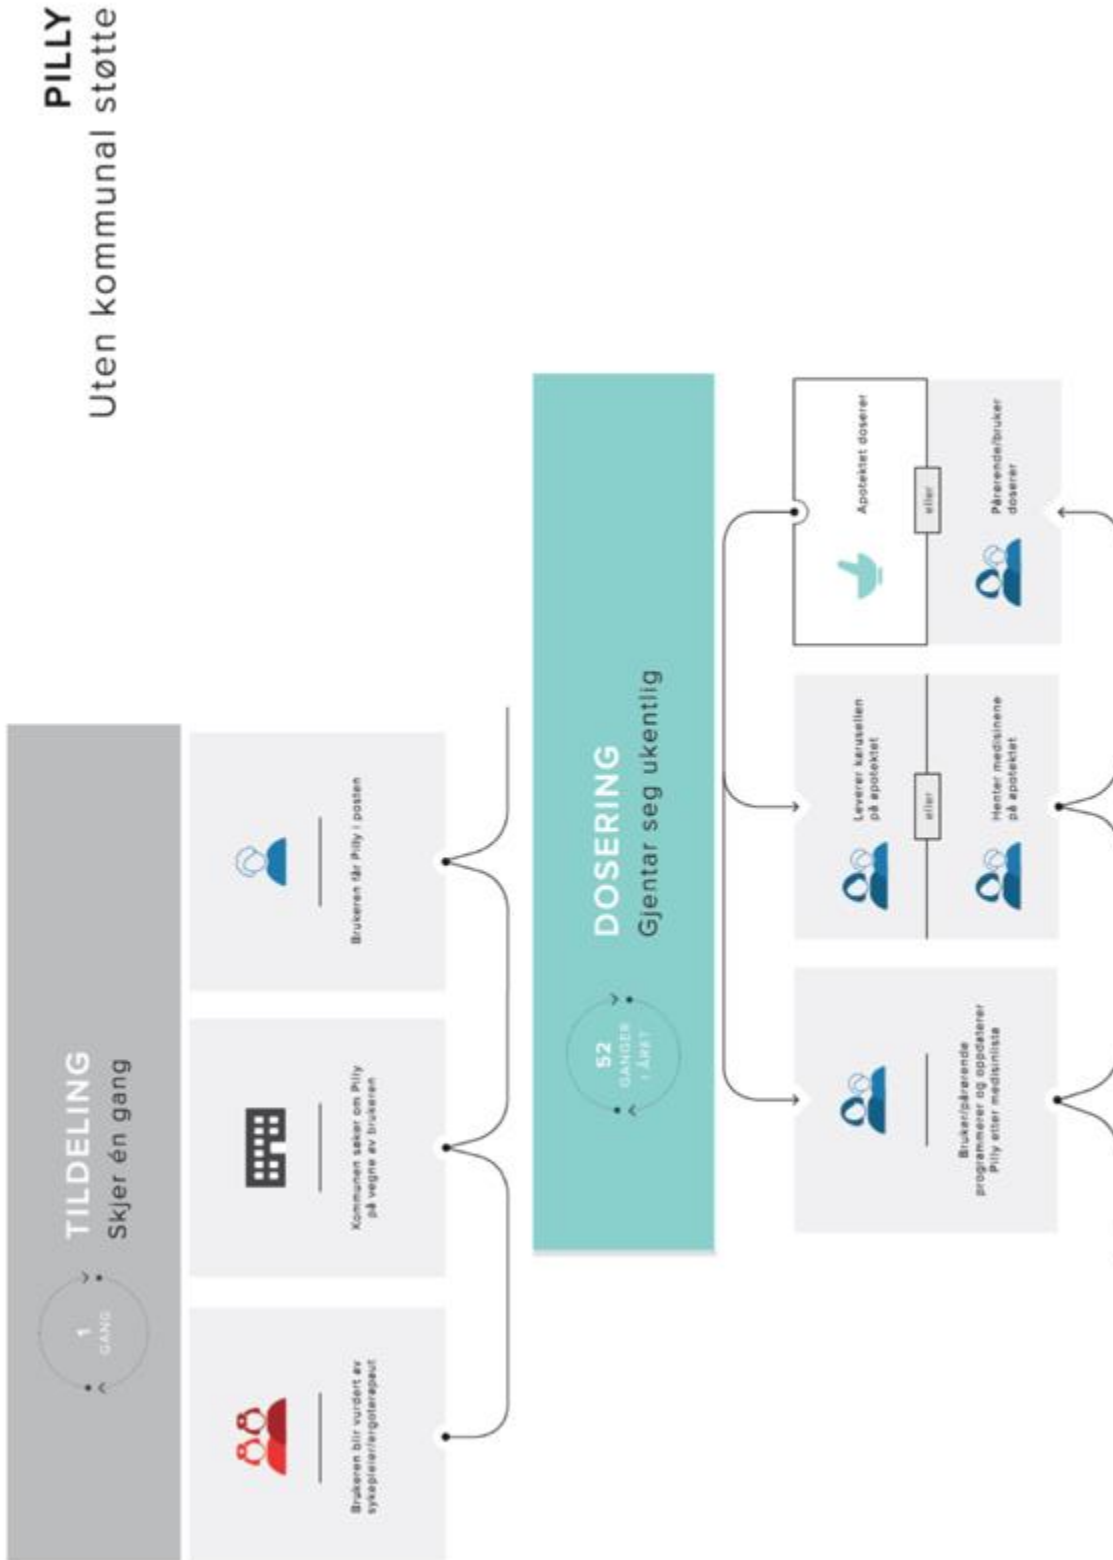 PILLY
Uten kommunal støtte
1
GANG
TILDELING
Skjer én gang
Brukeren blir vurdert av
sykepleier/ergoterapeut
Kommunen søker om Pilly
på vegne av brukeren
Brukeren får Pilly i posten
52
GANGER
I ÅRET
DOSERING
Gjentar seg ukentlig
Bruker/pårørende
programmerer og oppdaterer
Pilly etter medisinliste
Leverer karusellen
på apoteket
eller
Henter medisinene
på apoteket
Apoteket doserer
eller
Pårørende/bruker
doserer